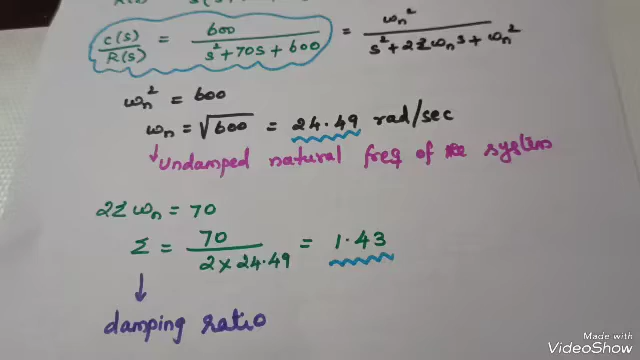 C(s)/R(s) = 600/(s²+70s+600) = ωn²/(s²+2ζωns+ωn²)
ωn² = 600
ωn = √600 = 24.49 rad/sec
↓ undamped natural freq of the system
2ζωn = 70
ζ = 70/(2×24.49) = 1.43
↓
damping ratio
Made with
VideoShow